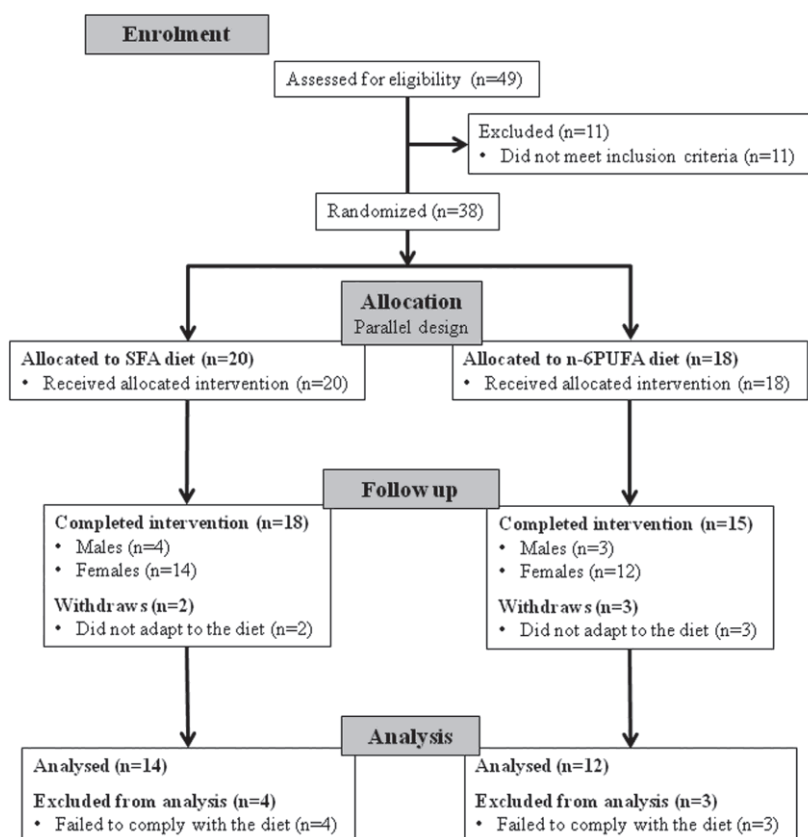 Enrolment
Assessed for eligibility (n=49)
Excluded (n=11)
• Did not meet inclusion criteria (n=11)
Randomized (n=38)
Allocation
Parallel design
Allocated to SFA diet (n=20)
• Received allocated intervention (n=20)
Allocated to n-6PUFA diet (n=18)
• Received allocated intervention (n=18)
Follow up
Completed intervention (n=18)
• Males (n=4)
• Females (n=14)
Withdraws (n=2)
• Did not adapt to the diet (n=2)
Completed intervention (n=15)
• Males (n=3)
• Females (n=12)
Withdraws (n=3)
• Did not adapt to the diet (n=3)
Analysis
Analysed (n=14)
Excluded from analysis (n=4)
• Failed to comply with the diet (n=4)
Analysed (n=12)
Excluded from analysis (n=3)
• Failed to comply with the diet (n=3)